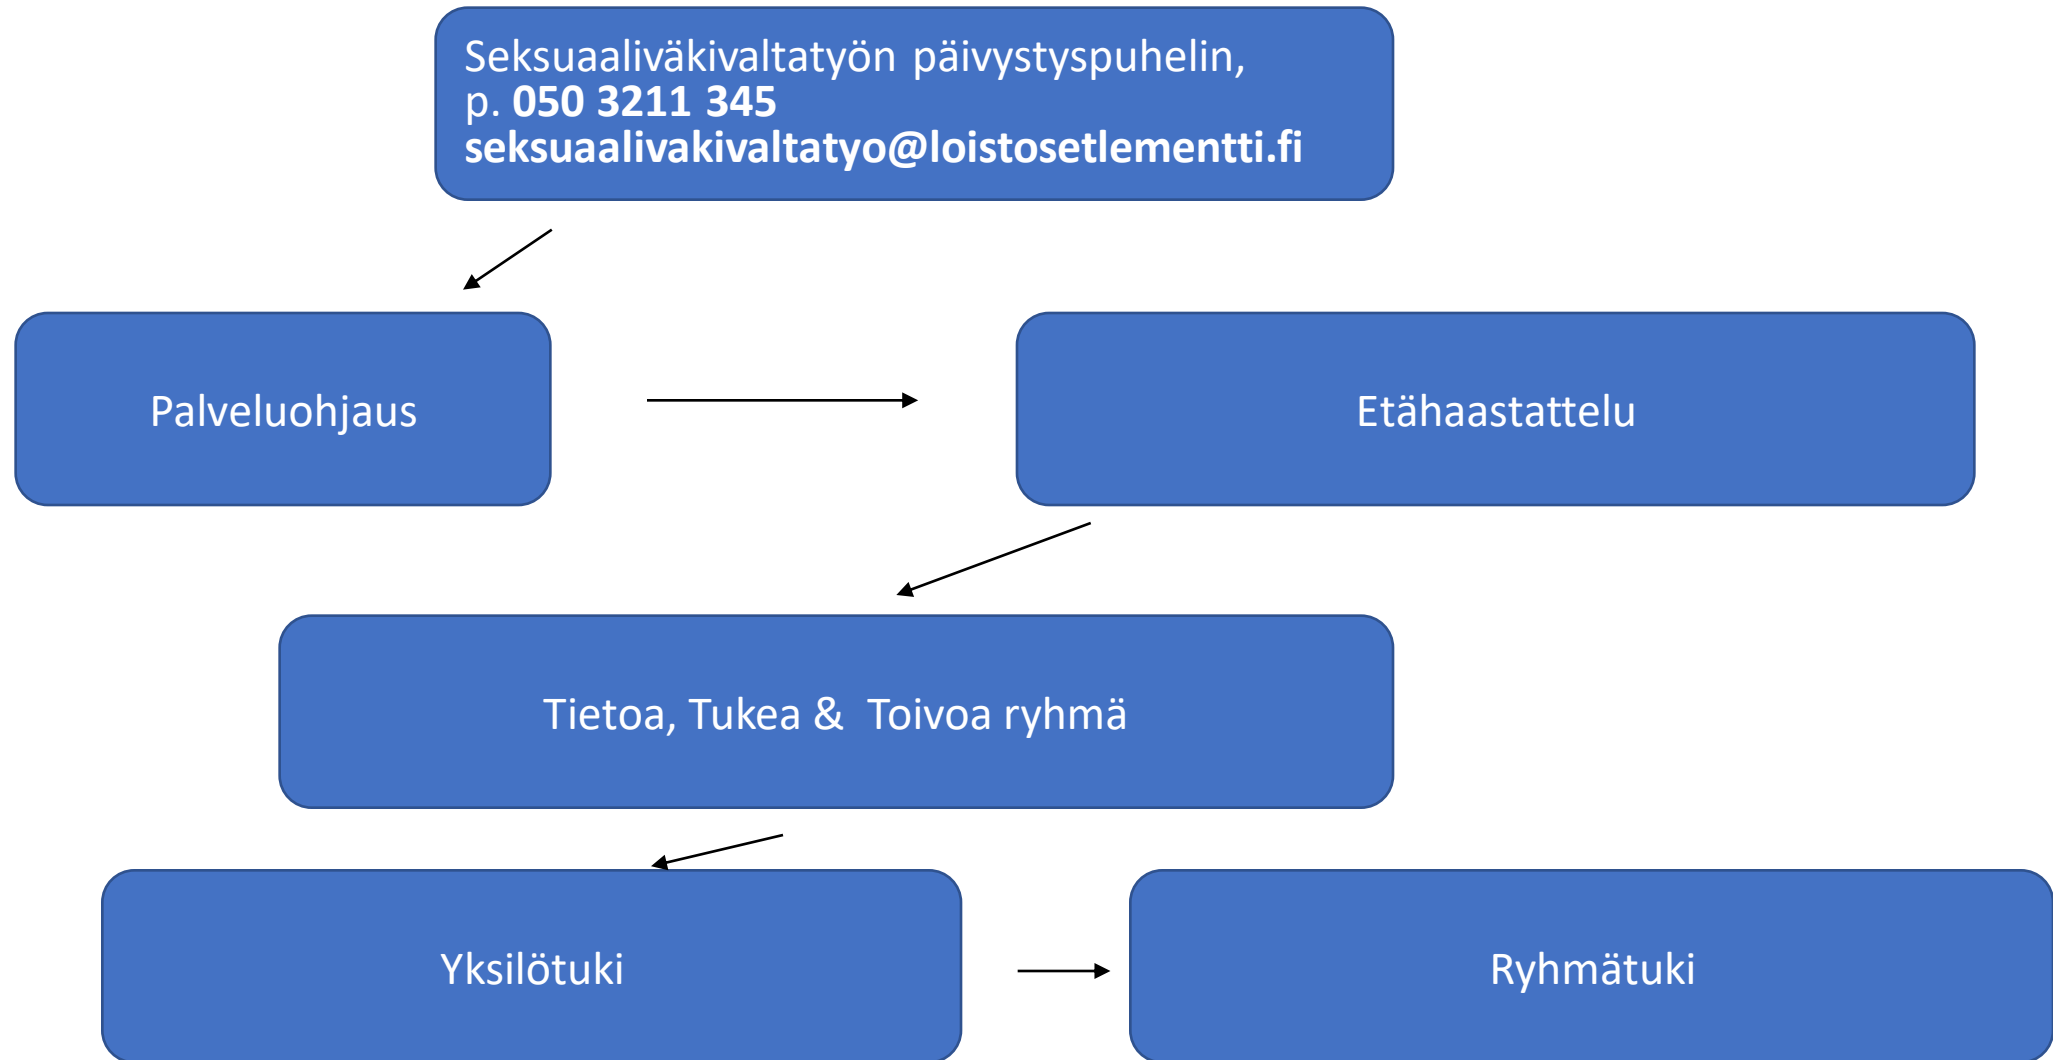 Seksuaaliväkivaltatyön päivystyspuhelin,
p. 050 3211 345
seksuaalivakivaltatyo@loistosetlementti.fi
Palveluohjaus
Etähaastattelu
Tietoa, Tukea & Toivoa ryhmä
Yksilötuki
Ryhmätuki